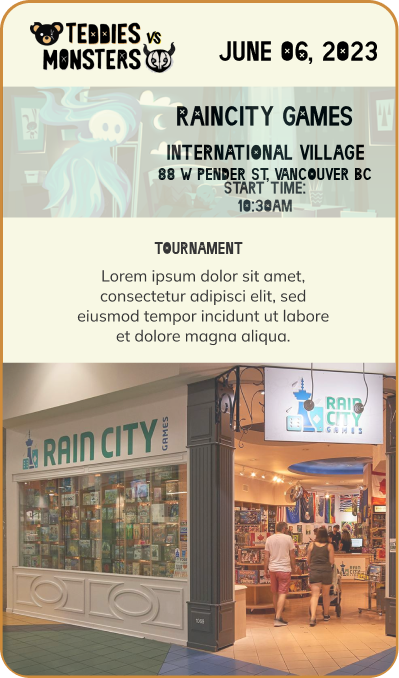 TEDDIES VS
MONSTERS
JUNE 06, 2023
RAINCITY GAMES
INTERNATIONAL VILLAGE
88 W PENDER ST, VANCOUVER BC
START TIME:
10:30AM
TOURNAMENT
Lorem ipsum dolor sit amet,
consectetur adipisci elit, sed
eiusmod tempor incidunt ut labore
et dolore magna aliqua.
RAIN CITY GAMES
RAIN
CITY
GAMES
RAIN
CITY